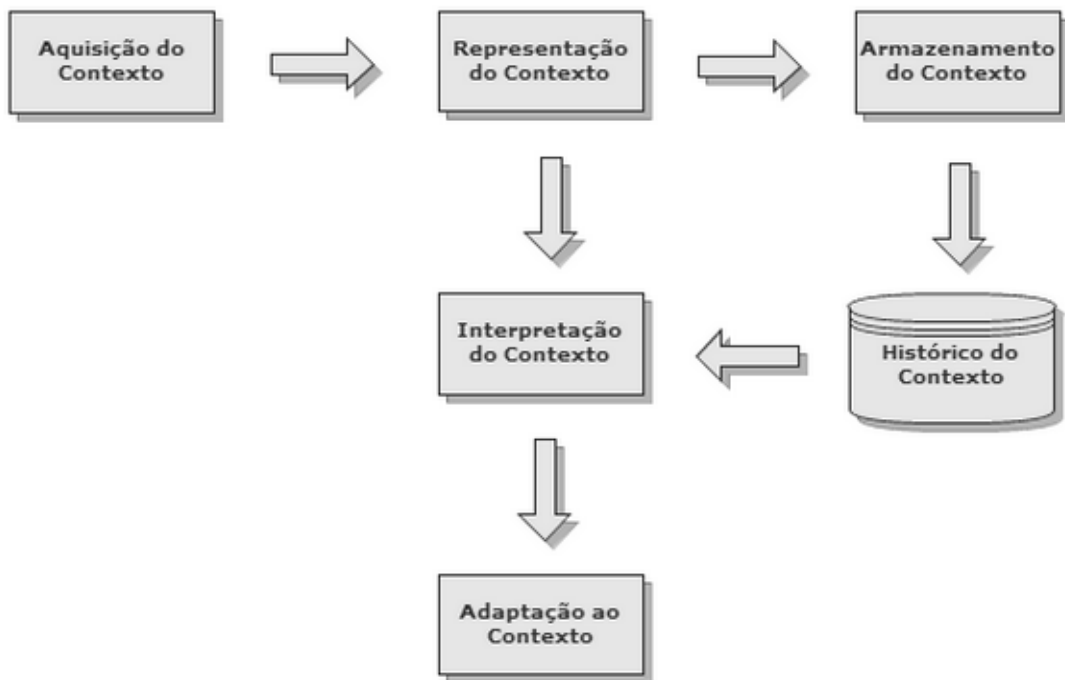 Aquisição do
Contexto
Representação
do Contexto
Armazenamento
do Contexto
Interpretação
do Contexto
Histórico do
Contexto
Adaptação ao
Contexto